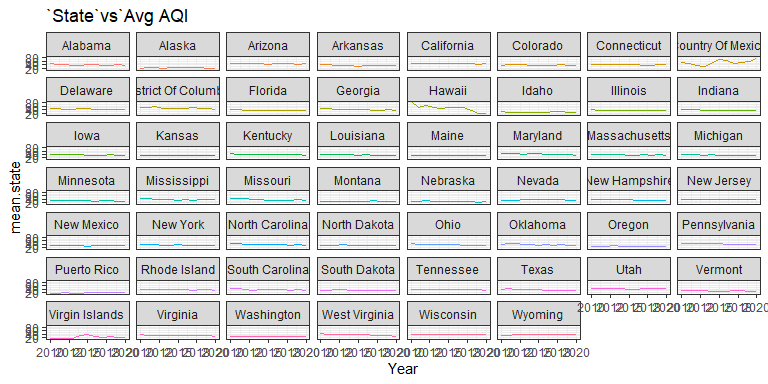 `State`vs`Avg AQI
Alabama Alaska Arizona Arkansas California Colorado Connecticut ountry Of Mexic
Delaware strict Of Columb Florida Georgia Hawaii Idaho Illinois Indiana
Iowa Kansas Kentucky Louisiana Maine Maryland Massachusetts Michigan
Minnesota Mississippi Missouri Montana Nebraska Nevada New Hampshire New Jersey
New Mexico New York North Carolina North Dakota Ohio Oklahoma Oregon Pennsylvania
Puerto Rico Rhode Island South Carolina South Dakota Tennessee Texas Utah Vermont
Virgin Islands Virginia Washington West Virginia Wisconsin Wyoming
mean.state
Year